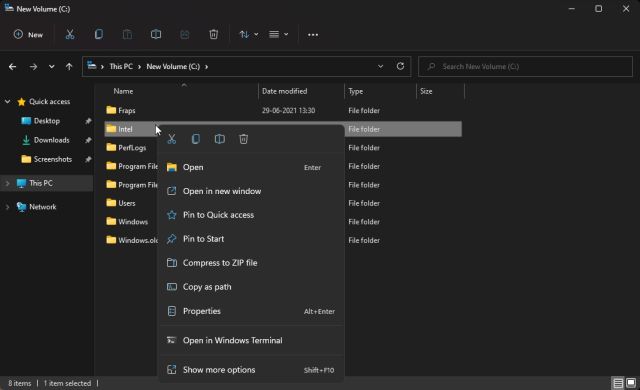 New Volume (C:)
New
This PC > New Volume (C:) >
Search New Volume (C:)
Name Date modified Type Size
Quick access
Desktop
Downloads
Screenshots
This PC
Network
Fraps 29-06-2021 13:30 File folder
Intel File folder
PerfLogs File folder
Program File File folder
Program File File folder
Users File folder
Windows File folder
Windows.old File folder
Open Enter
Open in new window
Pin to Quick access
Pin to Start
Compress to ZIP file
Copy as path
Properties Alt+Enter
Open in Windows Terminal
Show more options Shift+F10
8 items 1 item selected